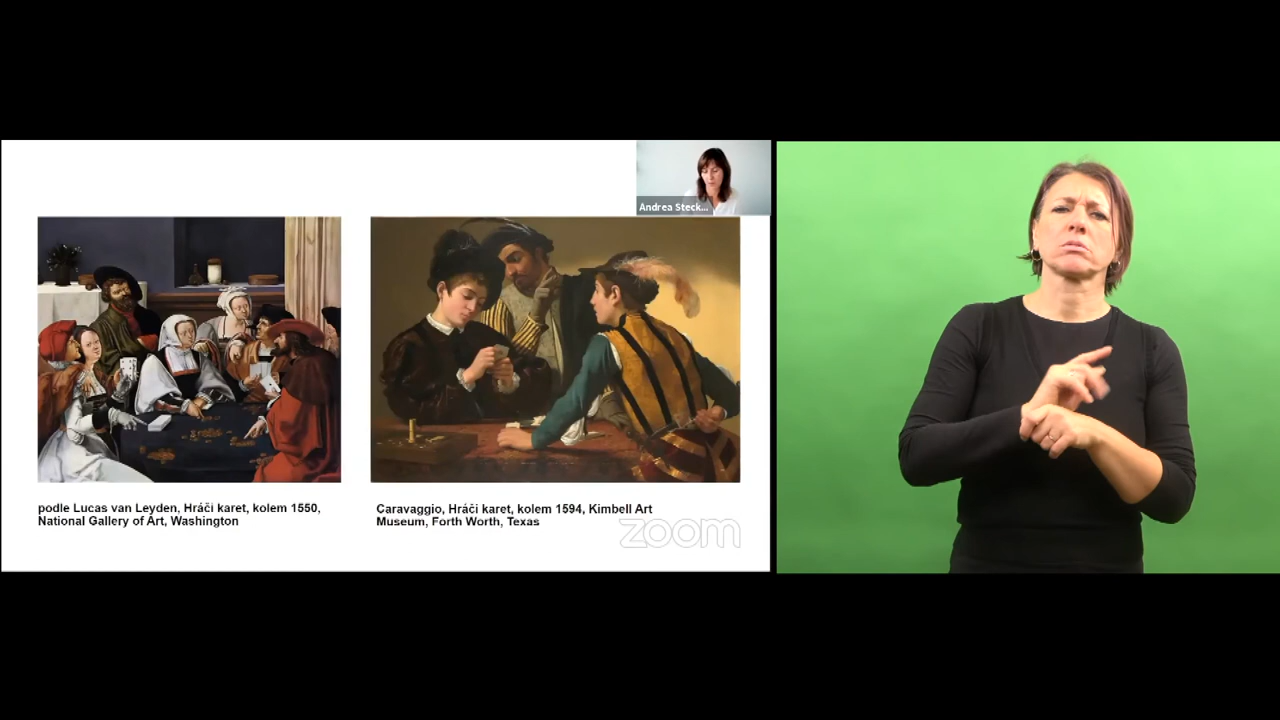 Andrea Steck...
podle Lucas van Leyden, Hráči karet, kolem 1550,
National Gallery of Art, Washington
Caravaggio, Hráči karet, kolem 1594, Kimbell Art
Museum, Forth Worth, Texas
zoom